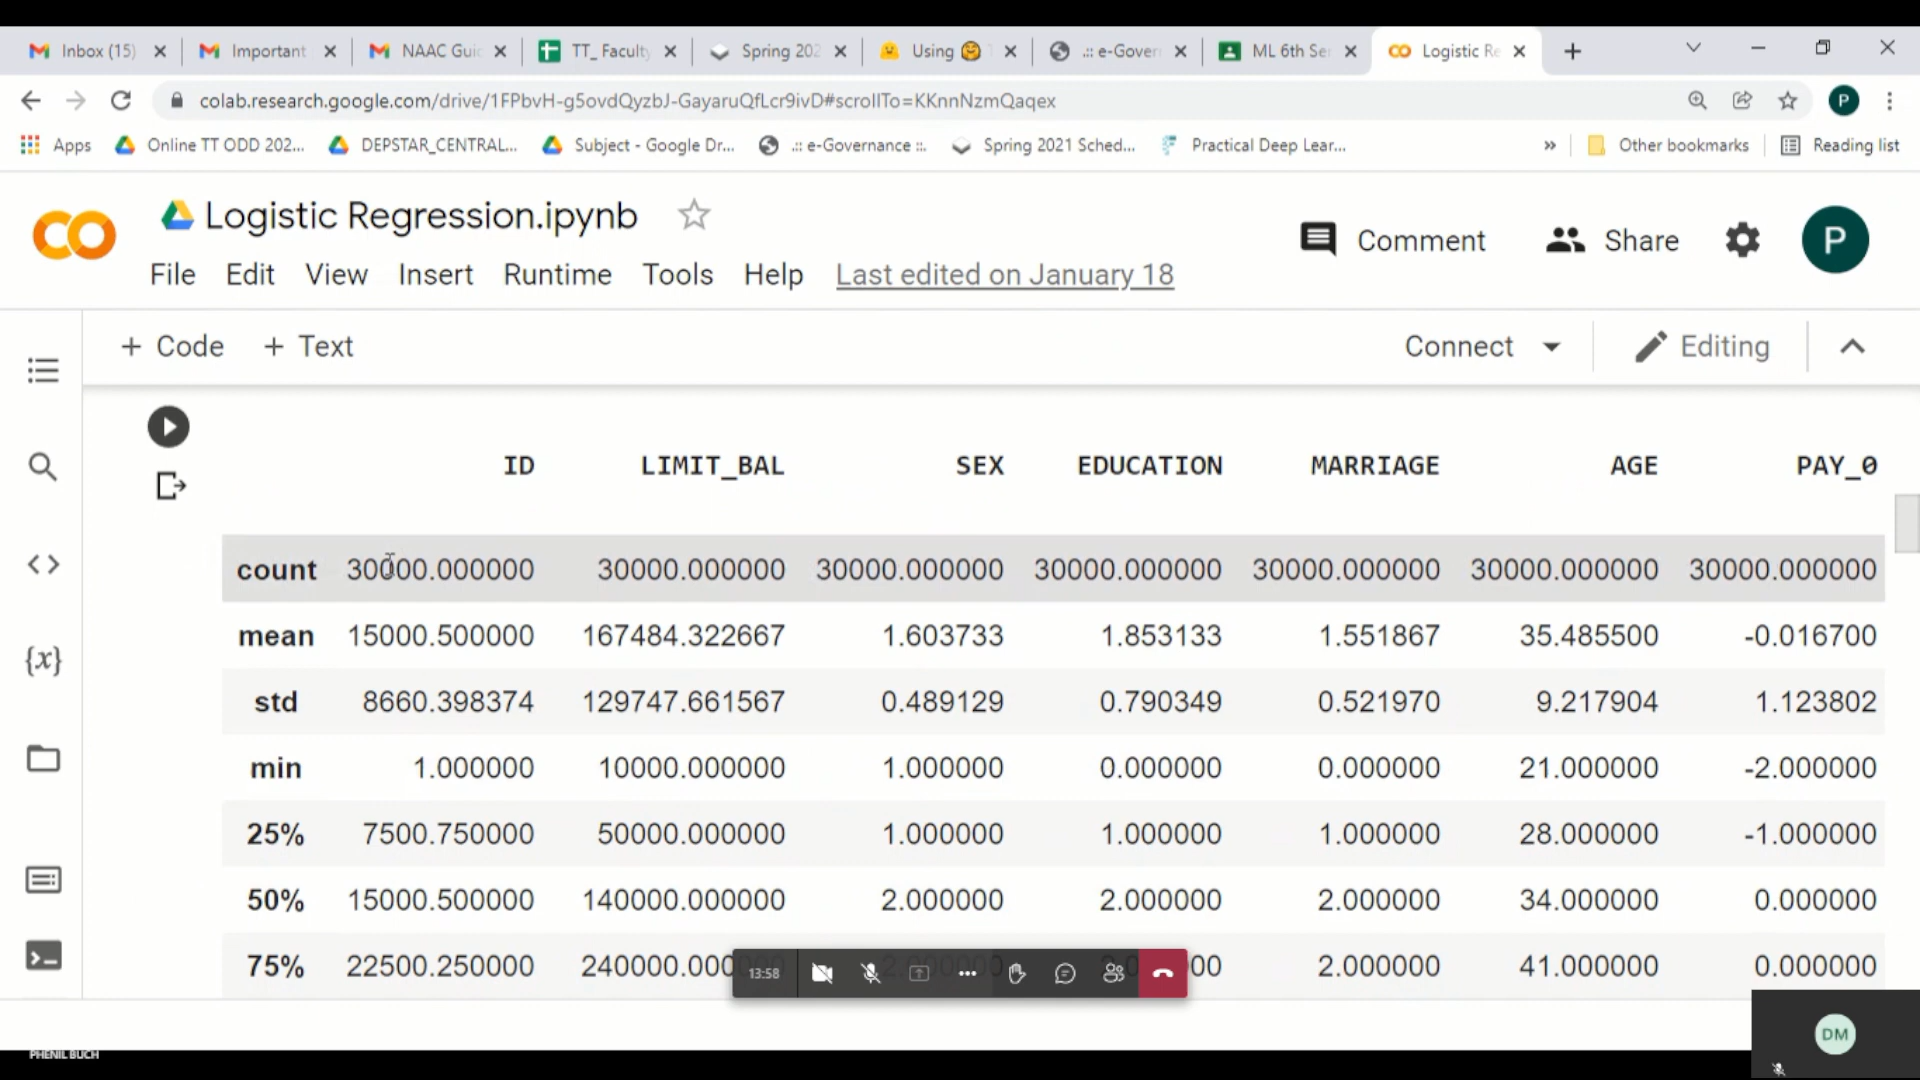 Inbox (15) Important NAAC Gui TT_ Faculty Spring 202 Using e-Gover ML 6th Se Logistic Re
colab.research.google.com/drive/1FPbvH-g5ovdQyzbJ-GayaruQfLcr9ivD#scrollTo=KKnnNzmQaqex P
Apps Online TT ODD 202... DEPSTAR_CENTRAL... Subject - Google Dr... .:: e-Governance ::. Spring 2021 Sched... Practical Deep Lear... » Other bookmarks Reading list
Logistic Regression.ipynb
Comment Share P
File Edit View Insert Runtime Tools Help Last edited on January 18
+ Code + Text Connect Editing
ID LIMIT_BAL SEX EDUCATION MARRIAGE AGE PAY_0
count 30000.000000 30000.000000 30000.000000 30000.000000 30000.000000 30000.000000 30000.000000
mean 15000.500000 167484.322667 1.603733 1.853133 1.551867 35.485500 -0.016700
std 8660.398374 129747.661567 0.489129 0.790349 0.521970 9.217904 1.123802
min 1.000000 10000.000000 1.000000 0.000000 0.000000 21.000000 -2.000000
25% 7500.750000 50000.000000 1.000000 1.000000 1.000000 28.000000 -1.000000
50% 15000.500000 140000.000000 2.000000 2.000000 2.000000 34.000000 0.000000
75% 22500.250000 240000.000 2.000000 41.000000 0.000000
13:58
DM
PHENIL BUCH